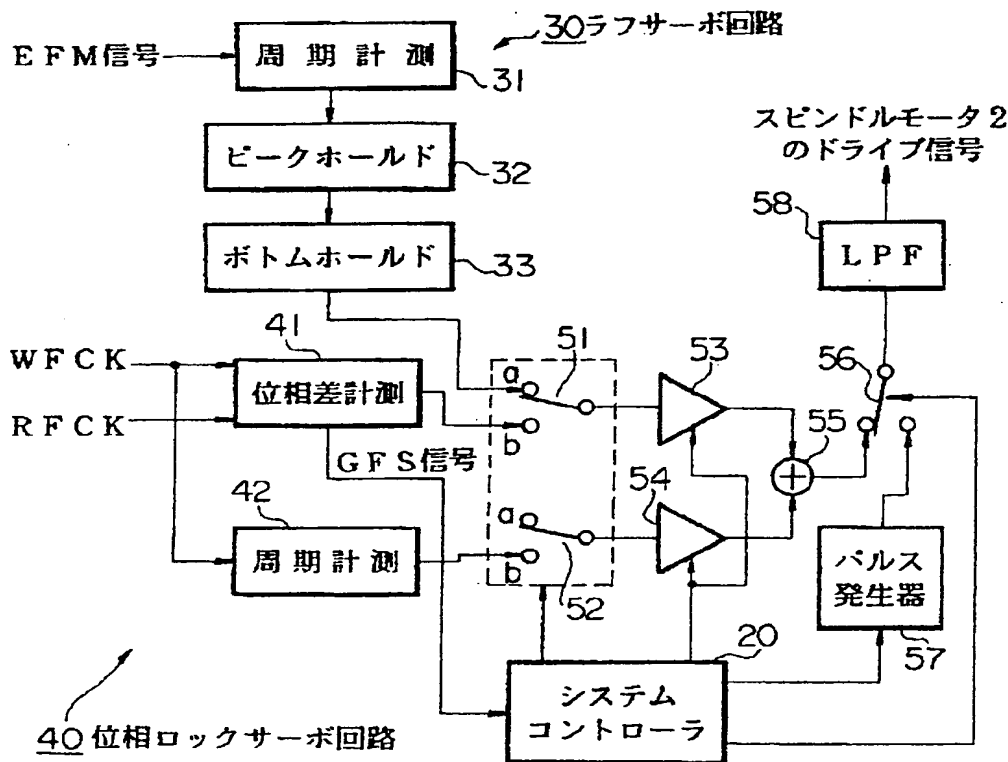 30ラフサーボ回路
EFM信号
周期計測
31
ピークホールド
32
ボトムホールド
33
スピンドルモータ2
のドライブ信号
58
LPF
WFCK
RFCK
41
位相差計測
GFS信号
42
周期計測
a
51
b
a
b
52
53
54
55
56
パルス
発生器
57
20
システム
コントローラ
40位相ロックサーボ回路